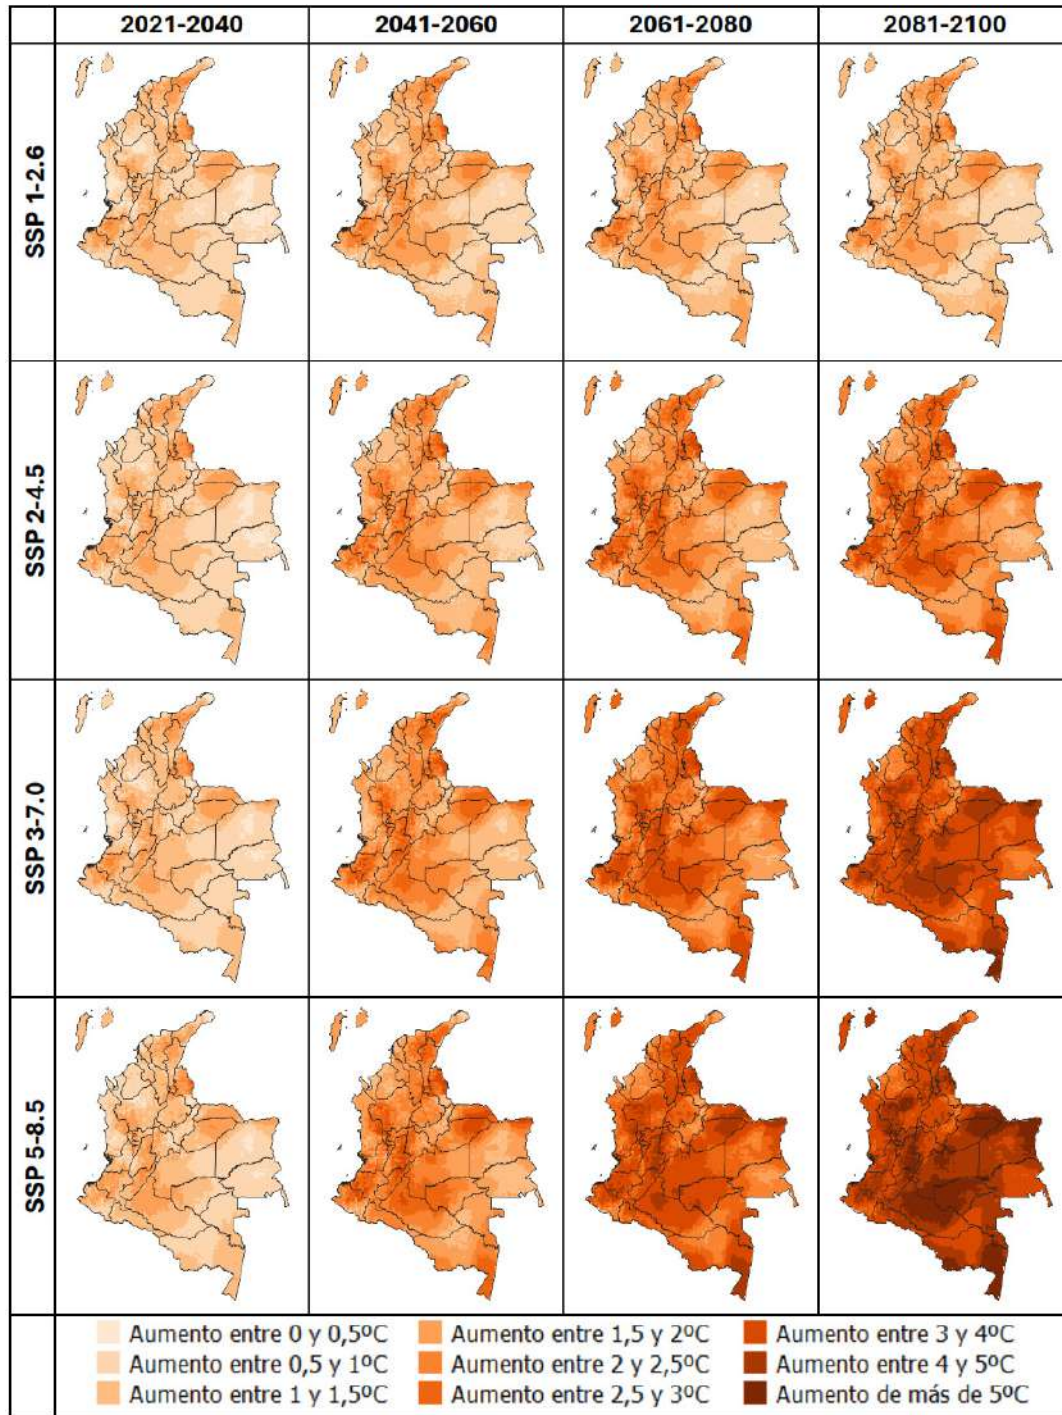 2021-2040 2041-2060 2061-2080 2081-2100
SSP 1-2.6
SSP 2-4.5
SSP 3-7.0
SSP 5-8.5
Aumento entre 0 y 0,5ºC Aumento entre 1,5 y 2ºC Aumento entre 3 y 4ºC
Aumento entre 0,5 y 1ºC Aumento entre 2 y 2,5ºC Aumento entre 4 y 5ºC
Aumento entre 1 y 1,5ºC Aumento entre 2,5 y 3ºC Aumento de más de 5ºC